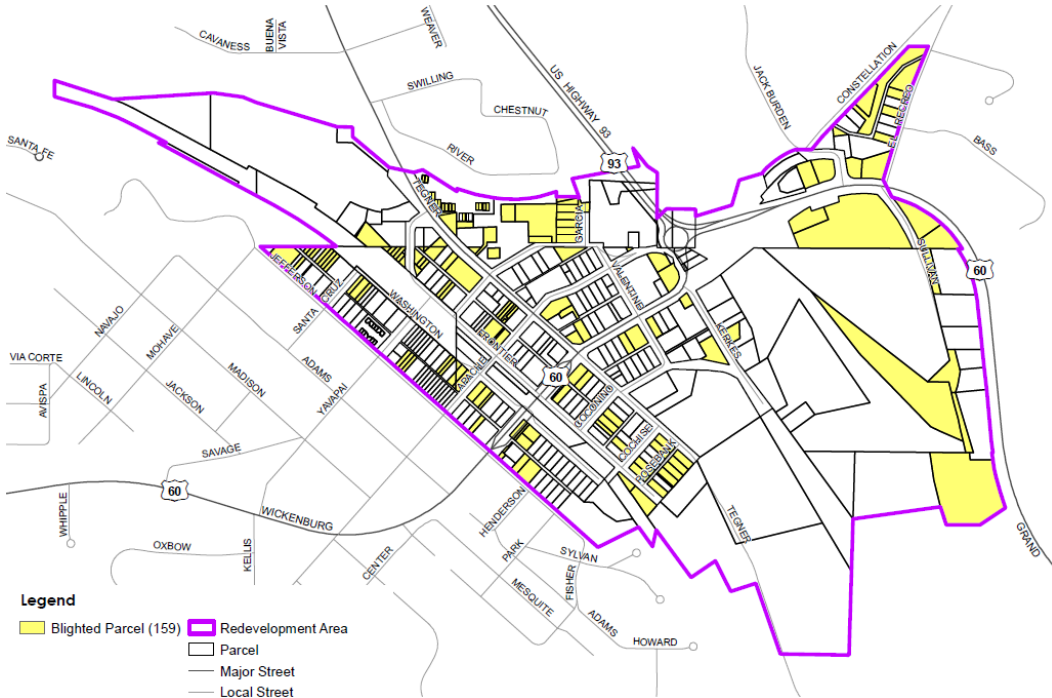 WEAVER
CAVANESS
BUENA
VISTA
US HIGHWAY 93
SWILLING
CHESTNUT
JACK BURDEN
CONSTELLATION
EL RECREO
BASS
SANTA FE
RIVER
93
TEGNER
GARCIA
VALENTINE
SULLIVAN
60
JEFFERSON
SANTA CRUZ
WASHINGTON
FRONTIER
KERKES
NAVAJO
MOHAVE
VIA CORTE
AVISPA
LINCOLN
JACKSON
MADISON
ADAMS
YAVAPAI
APACHE
60
COCONINO
COCHISE
ROSEBANK
SAVAGE
60
WICKENBURG
WHIPPLE
OXBOW
KELLIS
CENTER
HENDERSON
PARK
SYLVAN
FISHER
MESQUITE
ADAMS
HOWARD
TEGNER
GRAND
Legend
Blighted Parcel (159)
Redevelopment Area
Parcel
Major Street
Local Street